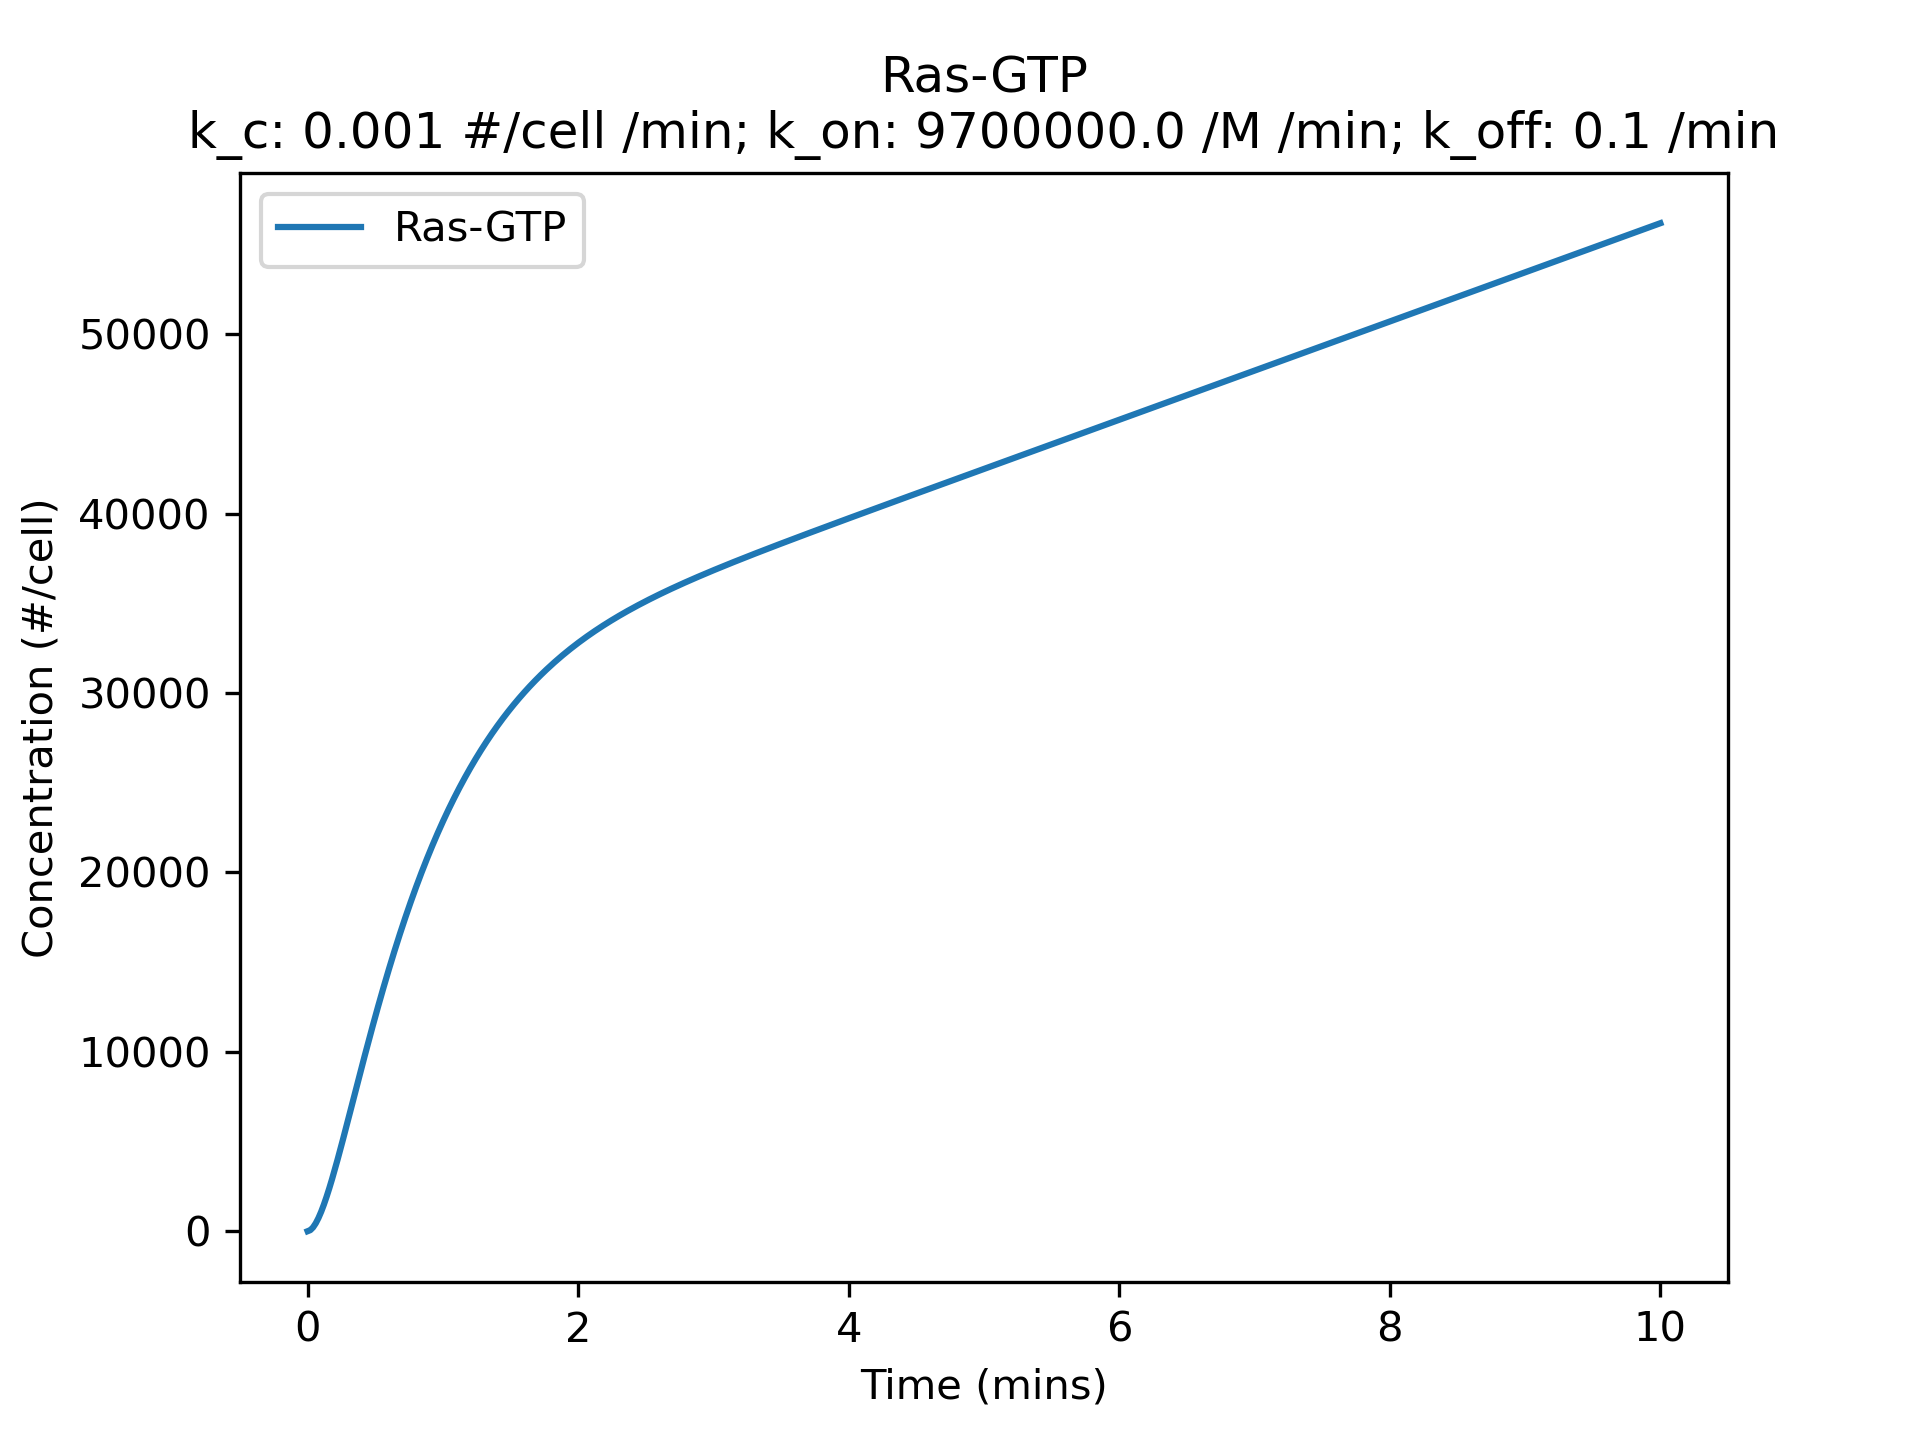 Ras-GTP
k_c: 0.001 #/cell /min; k_on: 9700000.0 /M /min; k_off: 0.1 /min
Ras-GTP
Concentration (#/cell)
50000
40000
30000
20000
10000
0
0 2 4 6 8 10
Time (mins)